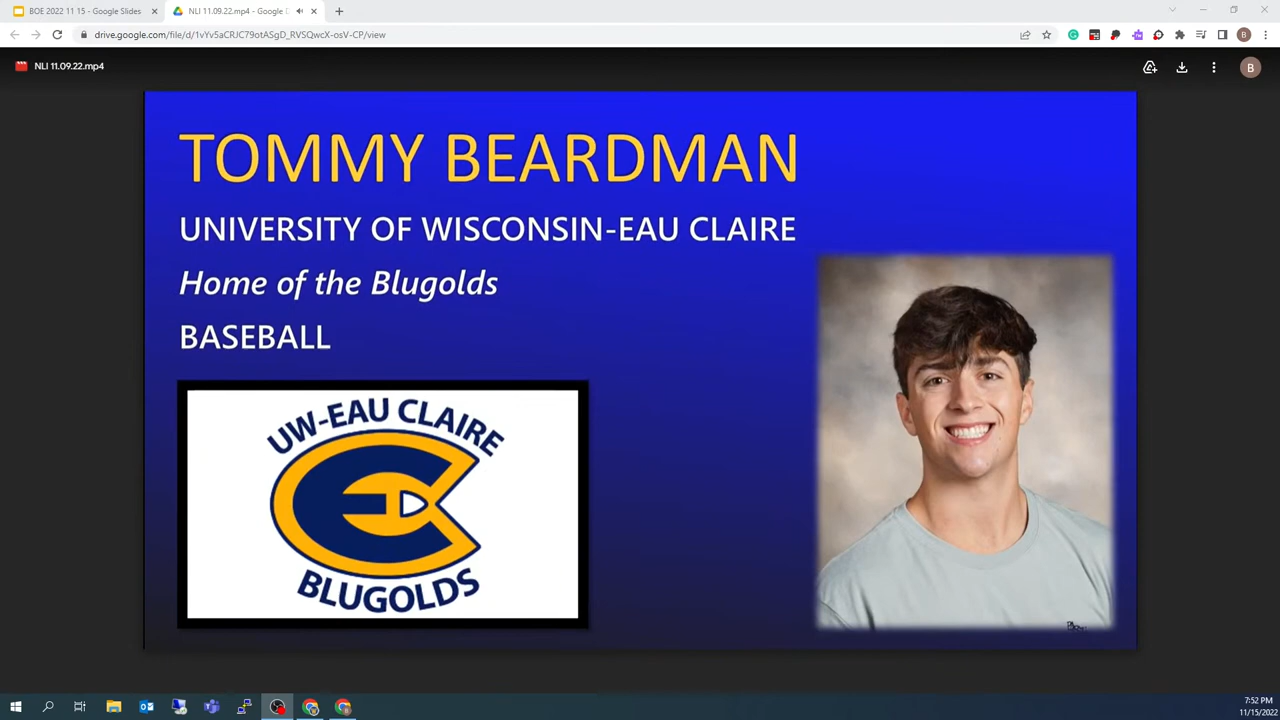 BOE 2022 11 15 - Google Slides
NLI 11.09.22.mp4 - Google
drive.google.com/file/d/1vYv5aCRJC79otASgD_RVSQwcX-osV-CP/view
B
NLI 11.09.22.mp4
B
TOMMY BEARDMAN
UNIVERSITY OF WISCONSIN-EAU CLAIRE
Home of the Blugolds
BASEBALL
UW-EAU CLAIRE
BLUGOLDS
7:52 PM
11/15/2022